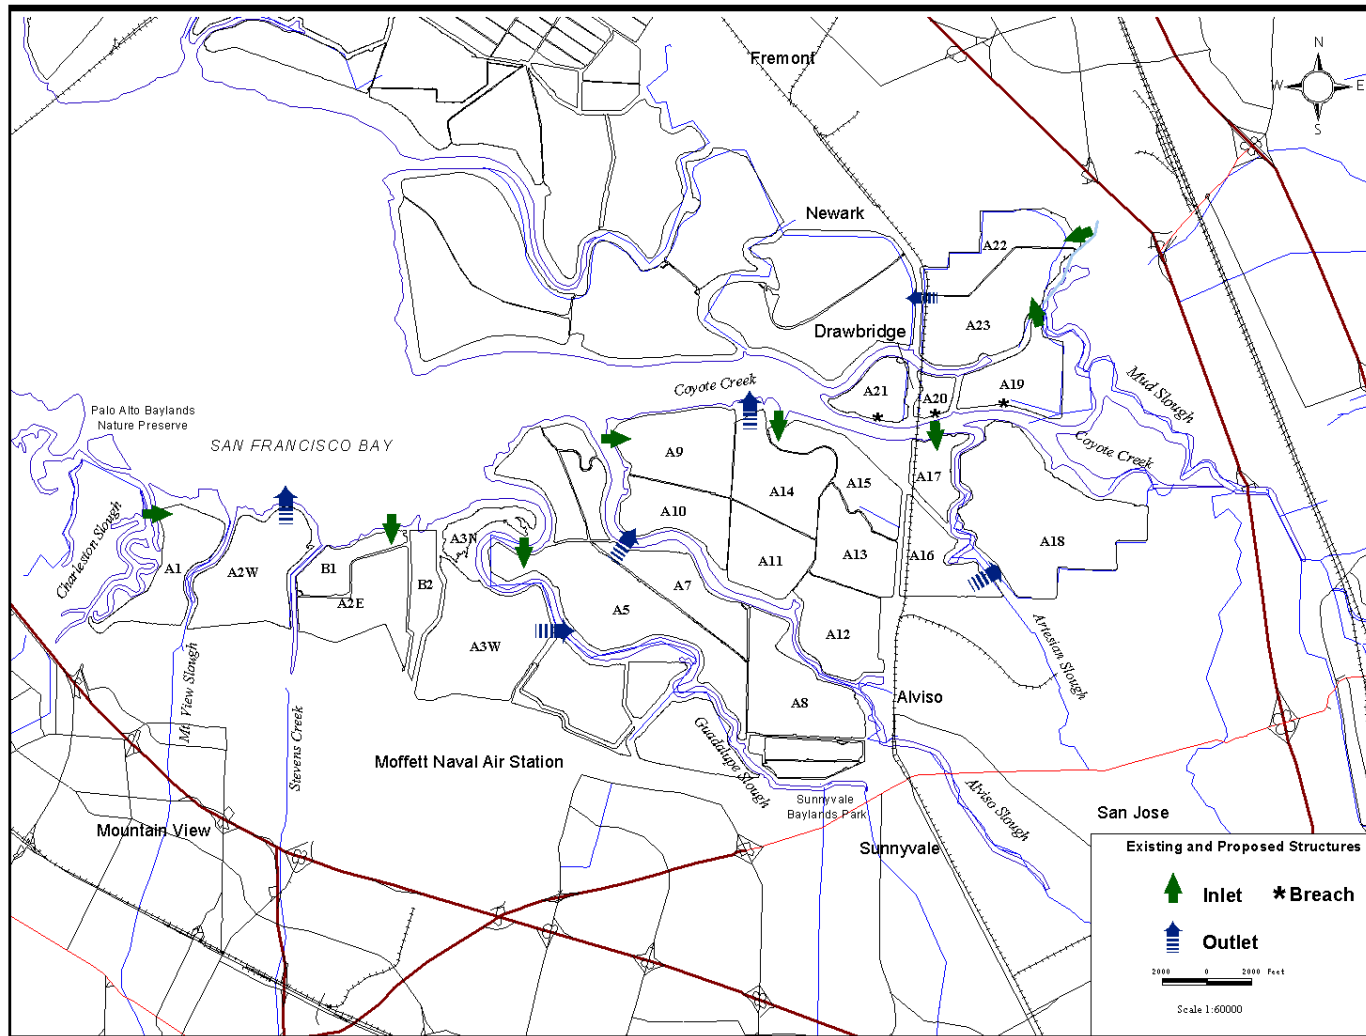 Fremont
N
W
E
S
Newark
A22
Drawbridge
A23
Coyote Creek
A21
A20
A19
Mud Slough
Palo Alto Baylands
Nature Preserve
SAN FRANCISCO BAY
Coyote Creek
A9
A14
A15
A17
Charleston Slough
A10
A3N
A18
A1
A2W
B1
B2
A2E
A11
A13
A16
A7
A5
A12
Artesian Slough
A3W
Mt. View Slough
Stevens Creek
A8
Alviso
Guadalupe Slough
Moffett Naval Air Station
Alviso Slough
Sunnyvale
Baylands Park
San Jose
Mountain View
Sunnyvale
Existing and Proposed Structures
Inlet
* Breach
Outlet
2000 0 2000 Feet
Scale 1:60000